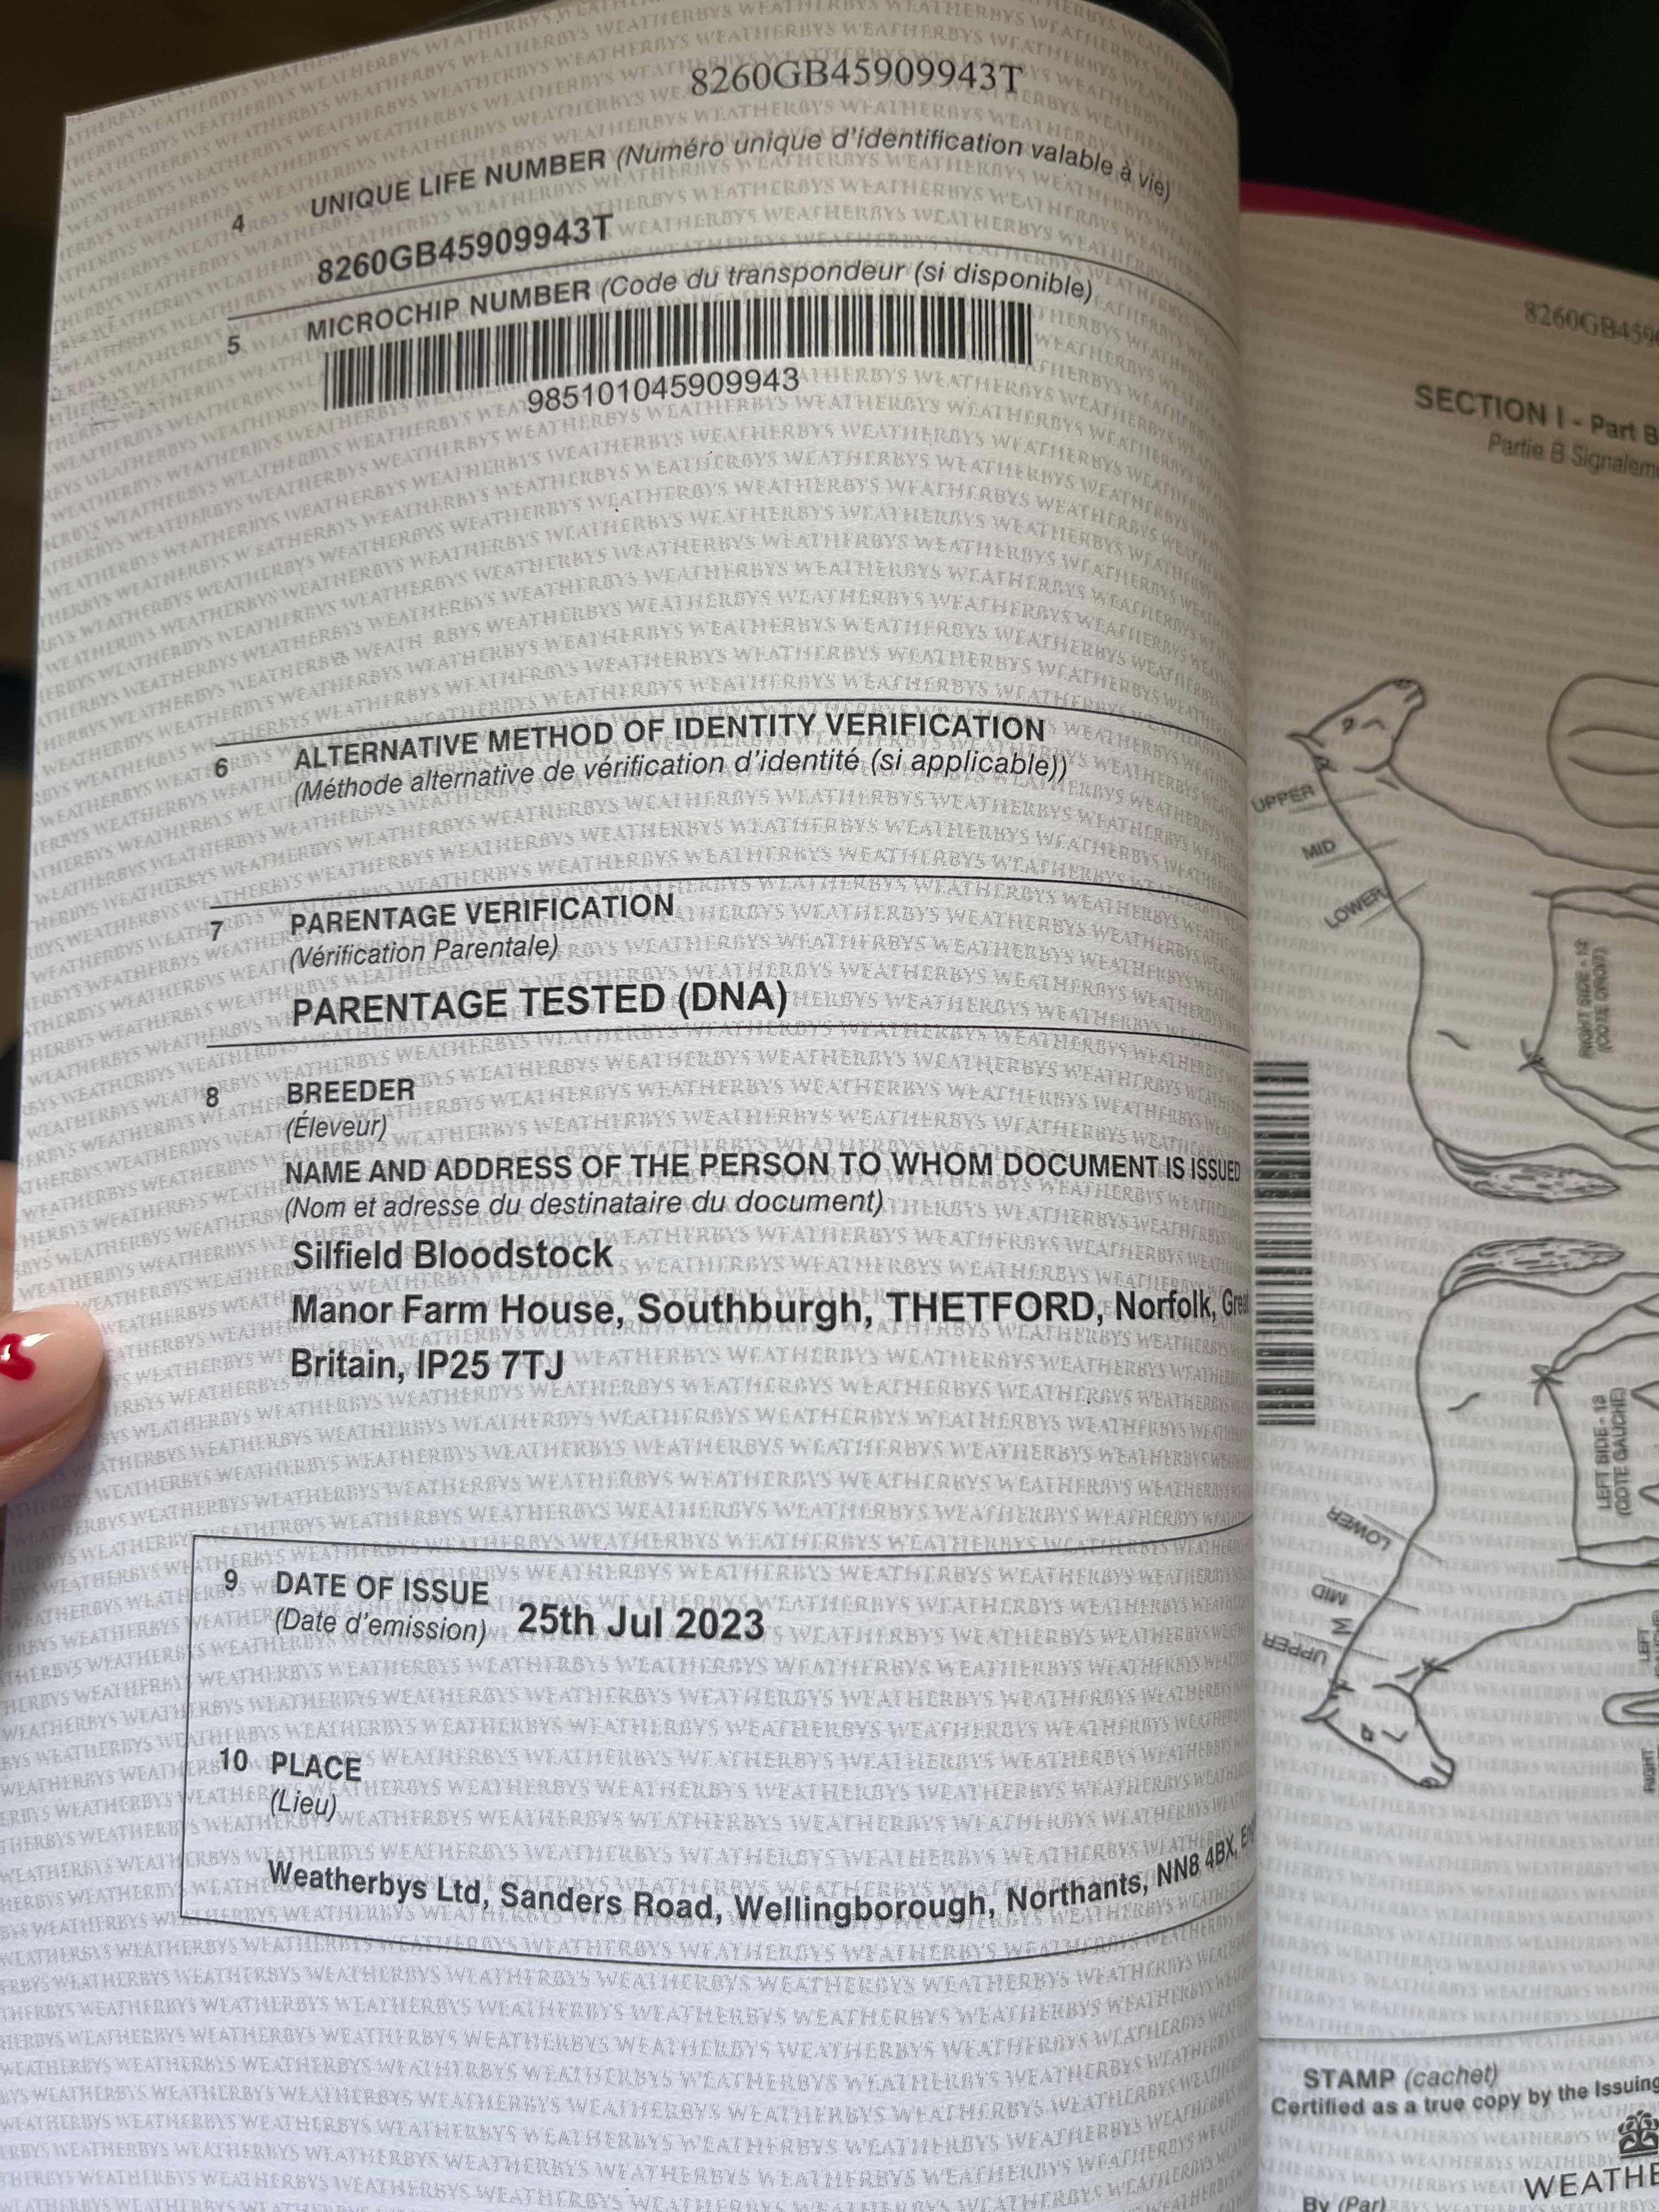 8260GB45909943T
4 UNIQUE LIFE NUMBER (Numéro unique d'identification valable à vie)
8260GB45909943T
5 MICROCHIP NUMBER (Code du transpondeur (si disponible)
985101045909943
6 ALTERNATIVE METHOD OF IDENTITY VERIFICATION
(Méthode alternative de vérification d'identité (si applicable))
7 PARENTAGE VERIFICATION
(Vérification Parentale)
PARENTAGE TESTED (DNA)
8 BREEDER
(Éleveur)
NAME AND ADDRESS OF THE PERSON TO WHOM DOCUMENT IS ISSUED
(Nom et adresse du destinataire du document)
Silfield Bloodstock
Manor Farm House, Southburgh, THETFORD, Norfolk,
Britain, IP25 7TJ
9 DATE OF ISSUE
(Date d'emission) 25th Jul 2023
10 PLACE
(Lieu)
Weatherbys Ltd, Sanders Road, Wellingborough, Northants, NN8 4BX,
SECTION I - Part B
Partie B
UPPER
MID
LOWER
RIGHT SIDE - 12
(COTE DROIT)
LEFT SIDE - 13
(COTE GAUCHE)
LOWER
MID
UPPER
LEFT
RIGHT
STAMP (cachet)
Certified as a true copy by the Issuing
By (Par)